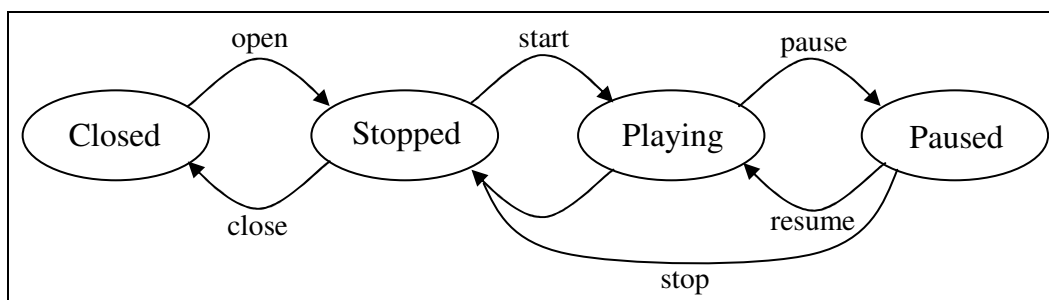 open
start
pause
Closed
Stopped
Playing
Paused
close
resume
stop